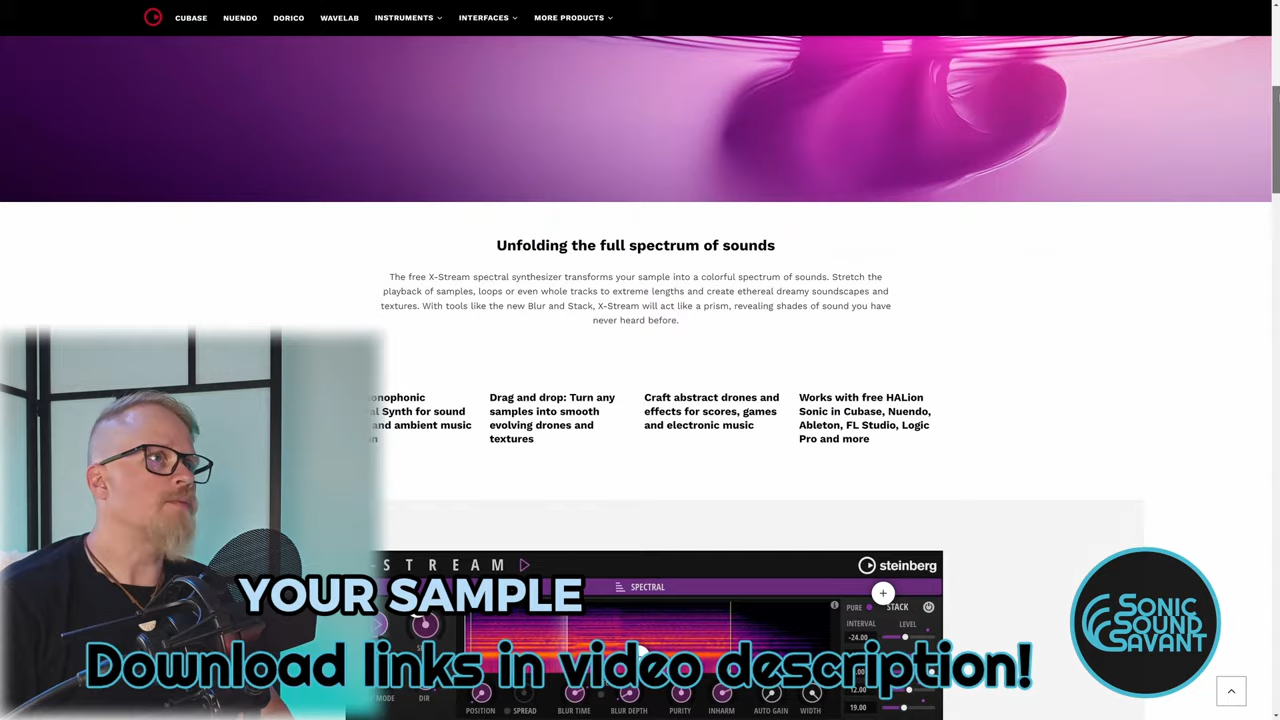 CUBASE NUENDO DORICO WAVELAB INSTRUMENTS INTERFACES MORE PRODUCTS
Unfolding the full spectrum of sounds
The free X-Stream spectral synthesizer transforms your sample into a colorful spectrum of sounds. Stretch the
playback of samples, loops or even whole tracks to extreme lengths and create ethereal dreamy soundscapes and
textures. With tools like the new Blur and Stack, X-Stream will act like a prism, revealing shades of sound you have
never heard before.
onophonic
al Synth for sound
and ambient music
n
Drag and drop: Turn any
samples into smooth
evolving drones and
textures
Craft abstract drones and
effects for scores, games
and electronic music
Works with free HALion
Sonic in Cubase, Nuendo,
Ableton, FL Studio, Logic
Pro and more
-STREAM
steinberg
SPECTRAL
+
PURE STACK
INTERVAL LEVEL
-24.00
12.00
19.00
MODE DIR POSITION SPREAD BLUR TIME BLUR DEPTH PURITY INHARM AUTO GAIN WIDTH
YOUR SAMPLE
Download links in video description!
SONIC
SOUND
SAVANT